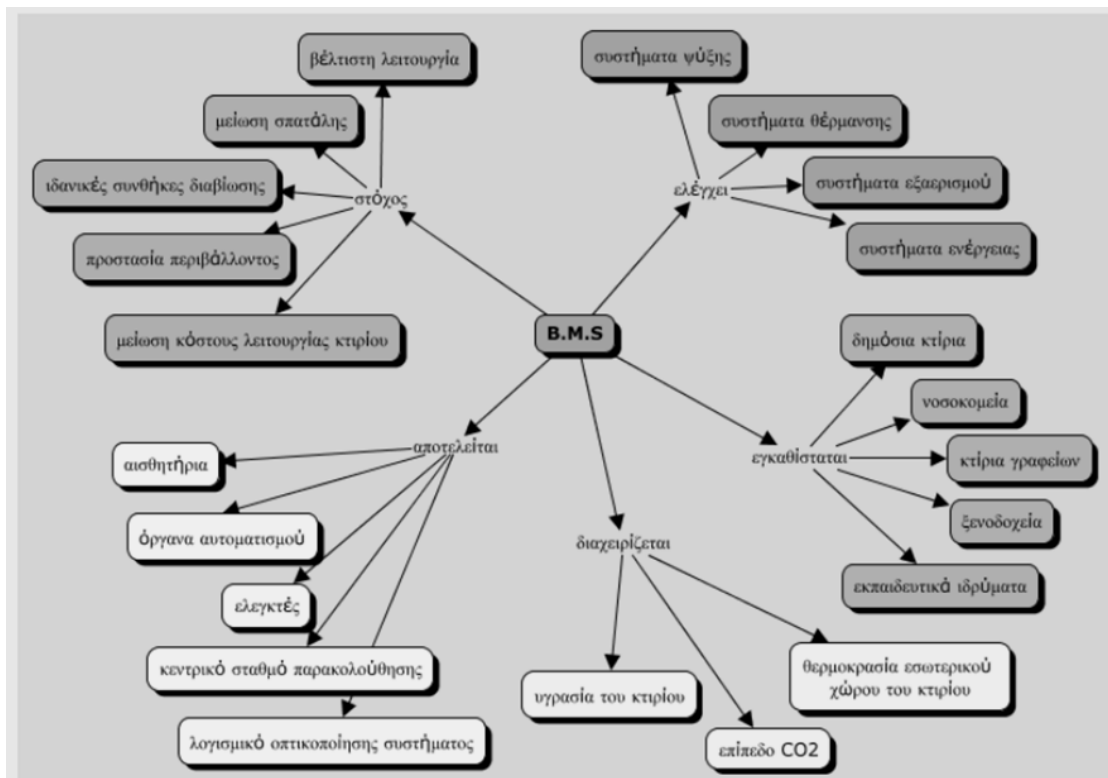 βέλτιστη λειτουργία
μείωση σπατάλης
ιδανικές συνθήκες διαβίωσης
στόχος
προστασία περιβάλλοντος
μείωση κόστους λειτουργίας κτιρίου
συστήματα ψύξης
συστήματα θέρμανσης
ελέγχει
συστήματα εξαερισμού
συστήματα ενέργειας
B.M.S
δημόσια κτίρια
νοσοκομεία
εγκαθίσταται
κτίρια γραφείων
ξενοδοχεία
εκπαιδευτικά ιδρύματα
αποτελείται
αισθητήρια
όργανα αυτοματισμού
ελεγκτές
κεντρικό σταθμό παρακολούθησης
λογισμικό οπτικοποίησης συστήματος
διαχειρίζεται
υγρασία του κτιρίου
επίπεδο CO2
θερμοκρασία εσωτερικού
χώρου του κτιρίου